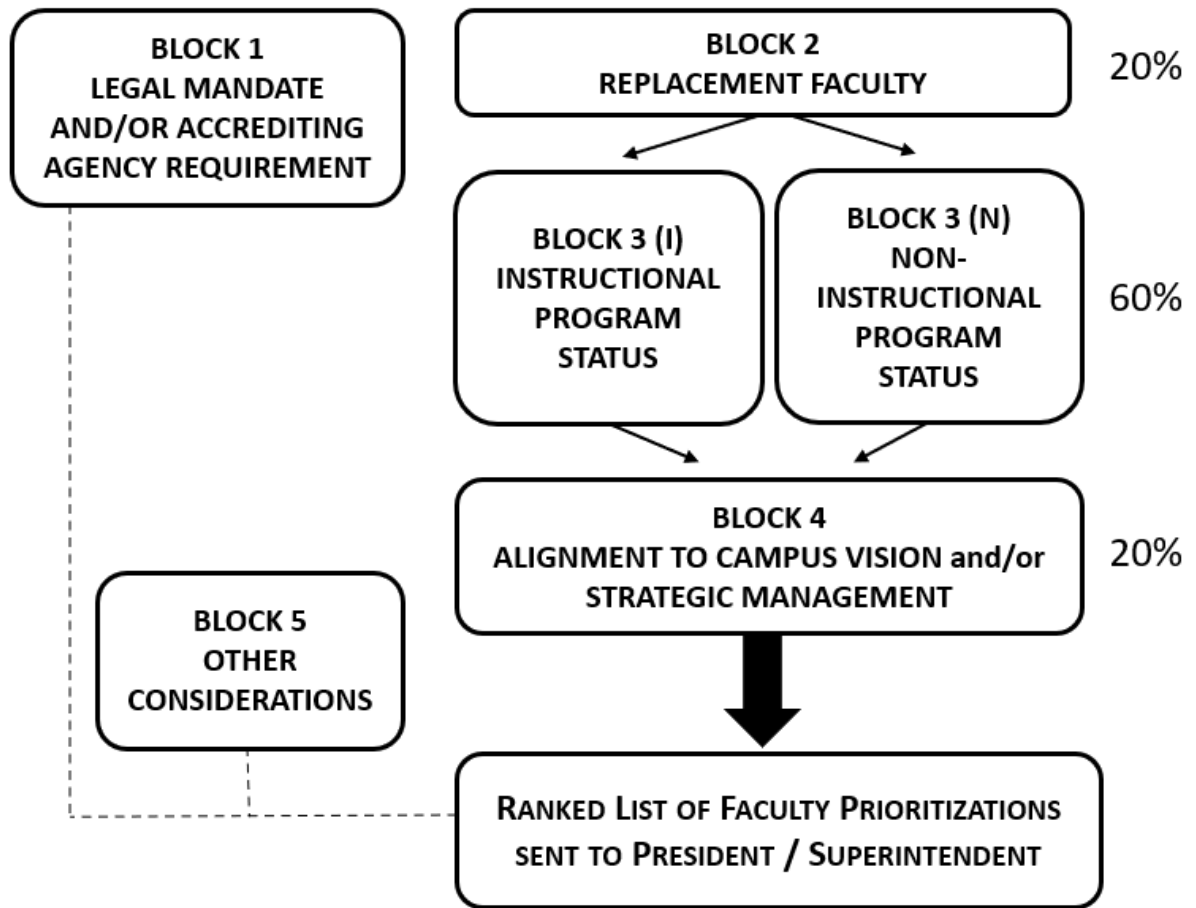 BLOCK 1
LEGAL MANDATE
AND/OR ACCREDITING
AGENCY REQUIREMENT
BLOCK 2
REPLACEMENT FACULTY
20%
BLOCK 3 (I)
INSTRUCTIONAL
PROGRAM
STATUS
BLOCK 3 (N)
NON-
INSTRUCTIONAL
PROGRAM
STATUS
60%
BLOCK 4
ALIGNMENT TO CAMPUS VISION and/or
STRATEGIC MANAGEMENT
20%
BLOCK 5
OTHER
CONSIDERATIONS
RANKED LIST OF FACULTY PRIORITIZATIONS
SENT TO PRESIDENT / SUPERINTENDENT